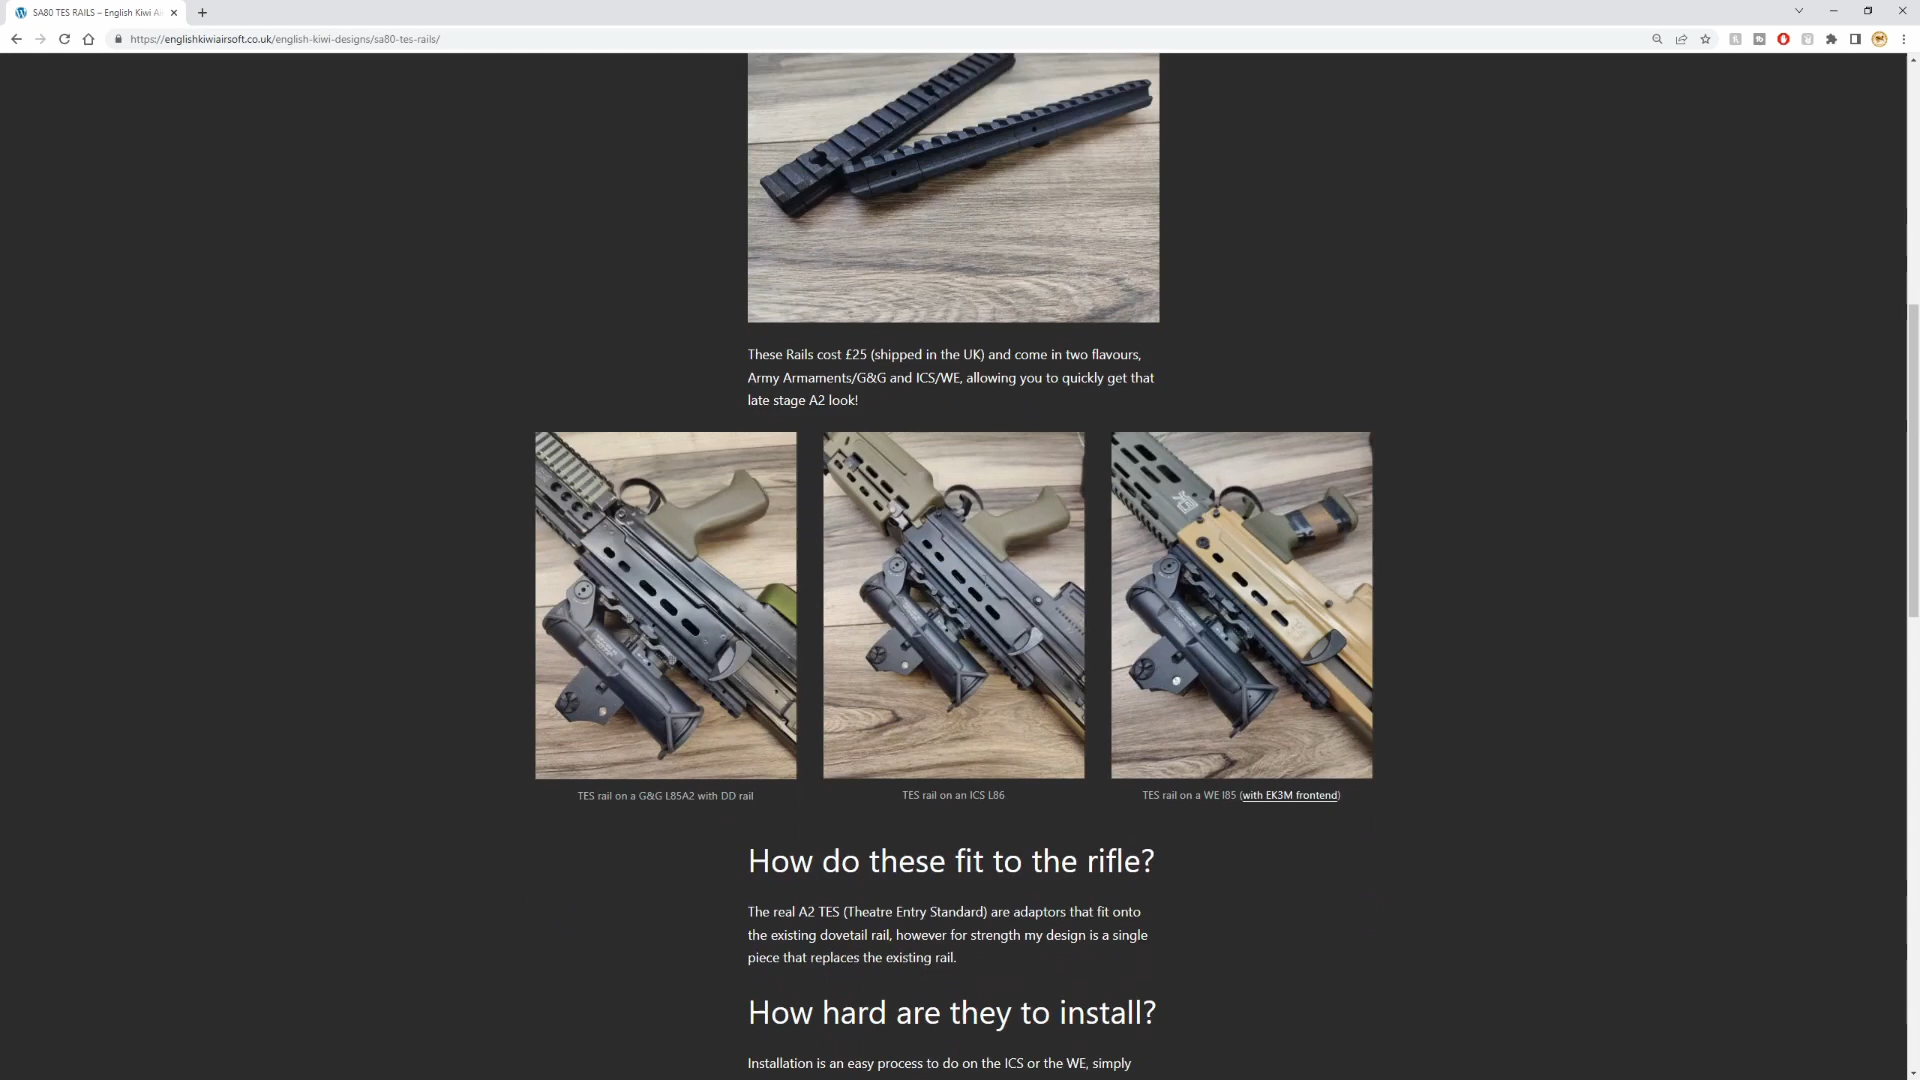 SA80 TES RAILS – English Kiwi Ai
https://englishkiwiairsoft.co.uk/english-kiwi-designs/sa80-tes-rails/
These Rails cost £25 (shipped in the UK) and come in two flavours,
Army Armaments/G&G and ICS/WE, allowing you to quickly get that
late stage A2 look!
TES rail on a G&G L85A2 with DD rail
TES rail on an ICS L86
TES rail on a WE l85 (with EK3M frontend)
How do these fit to the rifle?
The real A2 TES (Theatre Entry Standard) are adaptors that fit onto
the existing dovetail rail, however for strength my design is a single
piece that replaces the existing rail.
How hard are they to install?
Installation is an easy process to do on the ICS or the WE, simply